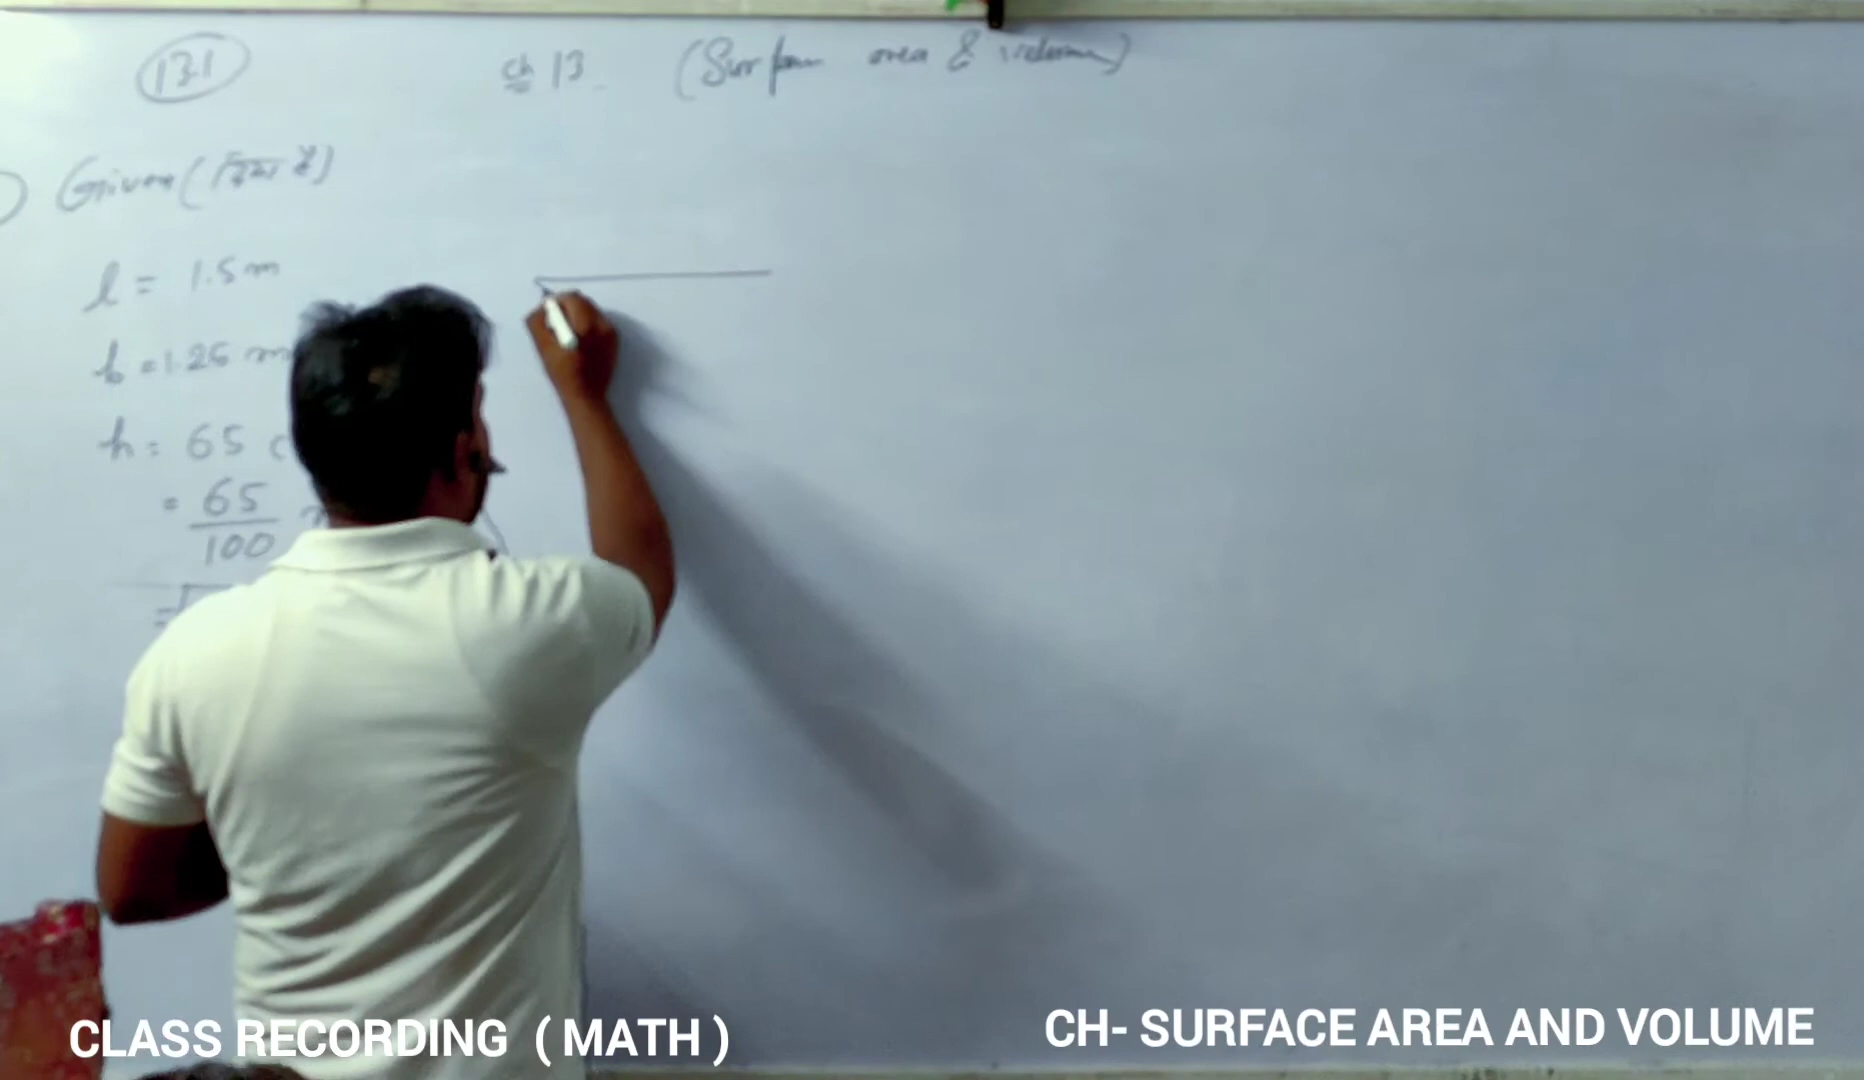 13.1
ch 13 (Surface area & volume)
Given (दिया है)
l = 1.5 m
b = 1.25 m
h = 65 c
= 65
100
=
CLASS RECORDING ( MATH )
CH- SURFACE AREA AND VOLUME